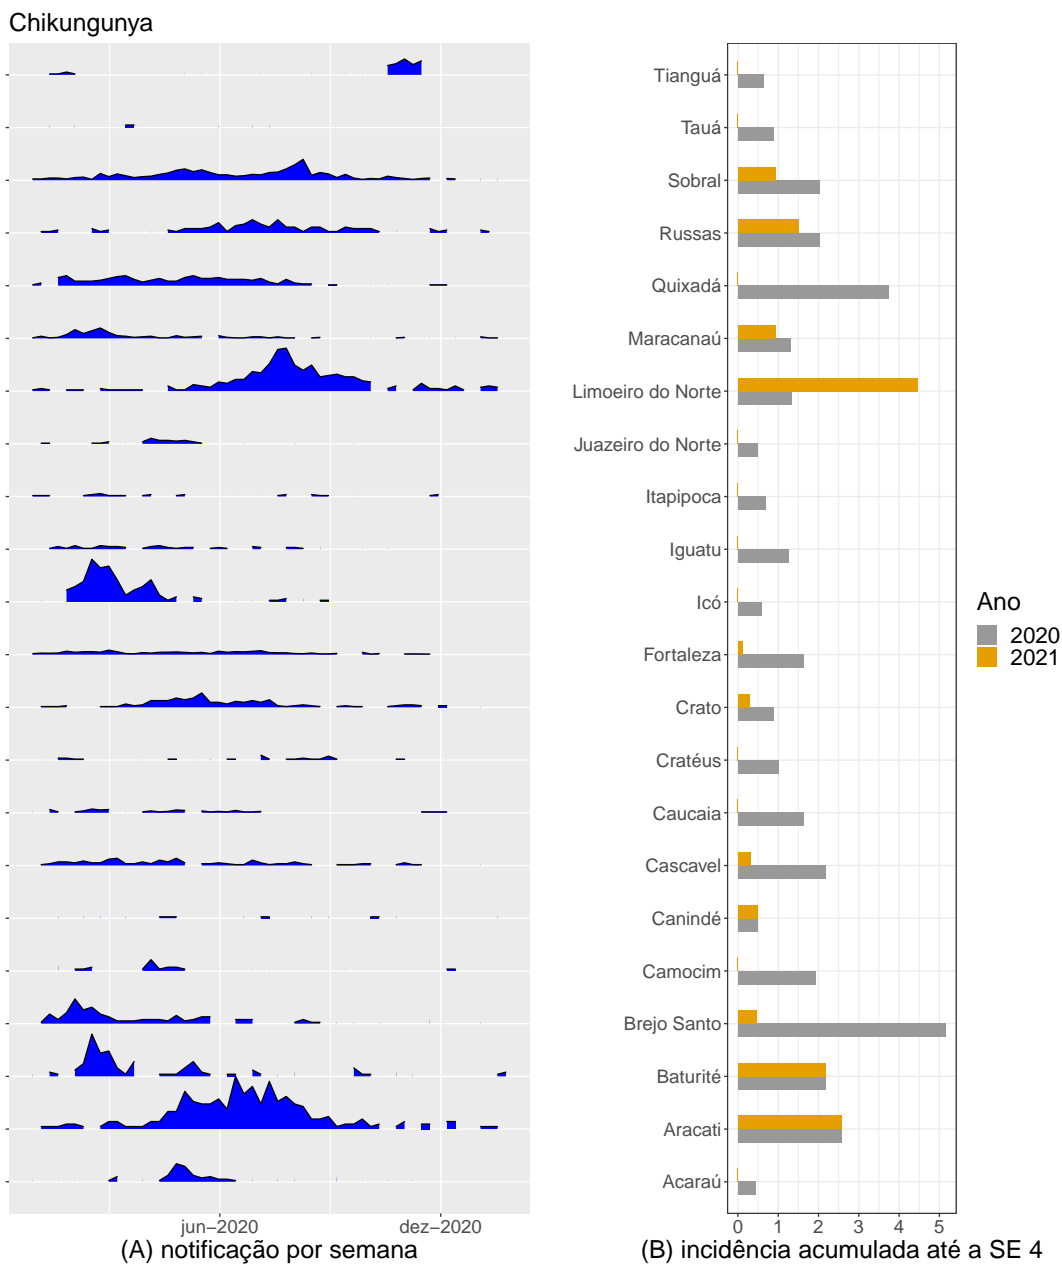 Chikungunya
Tianguá
Tauá
Sobral
Russas
Quixadá
Maracanaú
Limoeiro do Norte
Juazeiro do Norte
Itapipoca
Iguatu
Icó
Fortaleza
Crato
Cratéus
Caucaia
Cascavel
Canindé
Camocim
Brejo Santo
Baturité
Aracati
Acaraú
Ano
2020
2021
jun−2020 dez−2020
0 1 2 3 4 5
(A) notificação por semana
(B) incidência acumulada até a SE 4